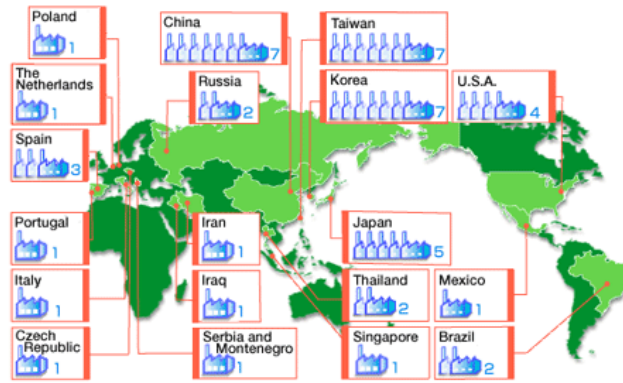 Poland
1
China
7
Taiwan
7
The
Netherlands
1
Russia
2
Korea
7
U.S.A.
4
Spain
3
Portugal
1
Iran
1
Japan
5
Italy
1
Iraq
1
Thailand
2
Mexico
1
Czech
Republic
1
Serbia and
Montenegro
1
Singapore
1
Brazil
2